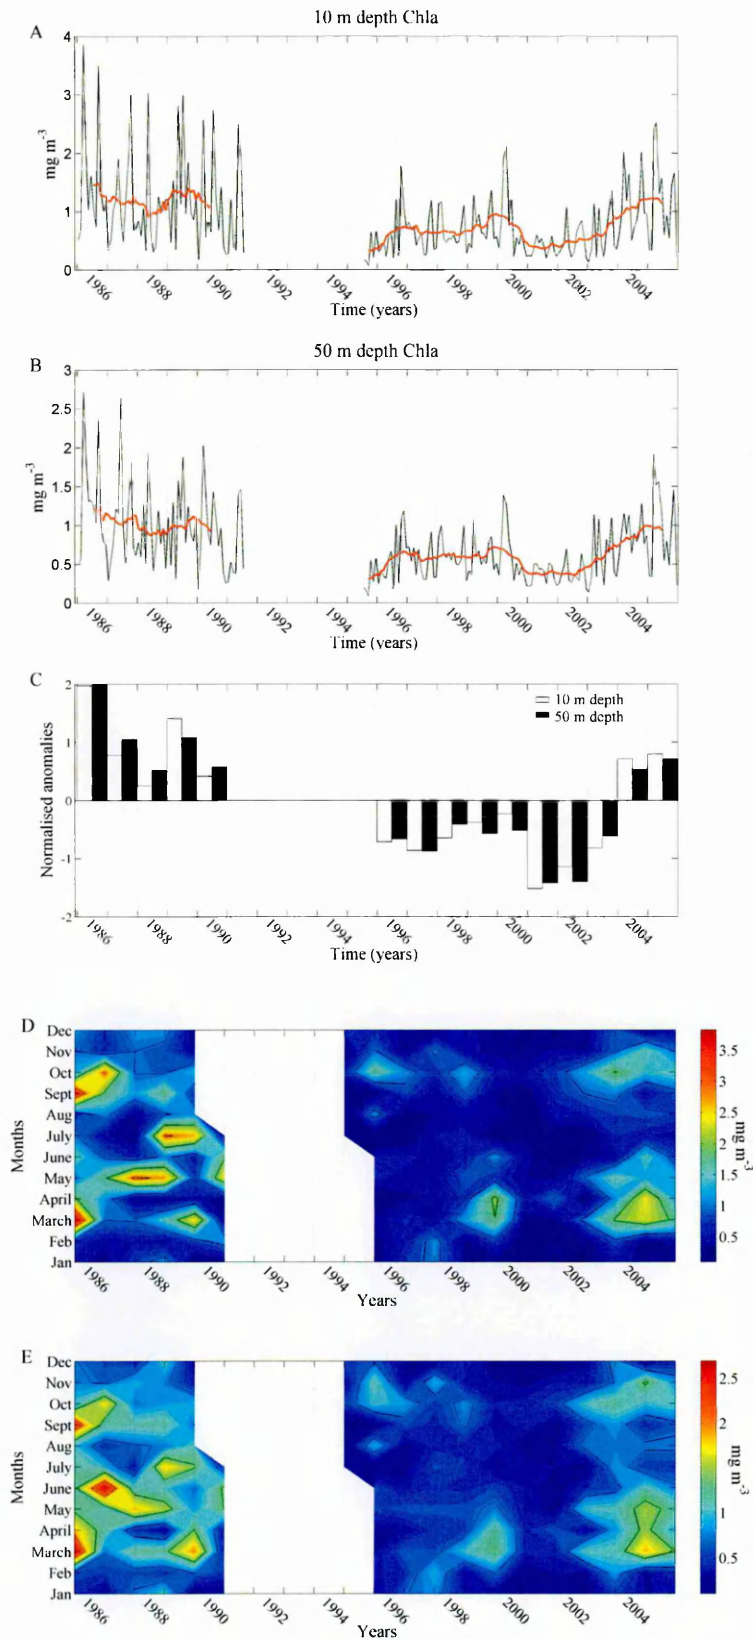 10 m depth Chla
A
4
3
2
1
0
mg m⁻³
1986 1988 1990 1992 1994 1996 1998 2000 2002 2004
Time (years)
50 m depth Chla
B
3
2.5
2
1.5
1
0.5
0
mg m⁻³
1986 1988 1990 1992 1994 1996 1998 2000 2002 2004
Time (years)
C
2
1
0
-1
-2
Normalised anomalies
10 m depth
50 m depth
1986 1988 1990 1992 1994 1996 1998 2000 2002 2004
Time (years)
D
Dec
Nov
Oct
Sept
Aug
July
June
May
April
March
Feb
Jan
Months
1986 1988 1990 1992 1994 1996 1998 2000 2002 2004
Years
3.5
3
2.5
2
1.5
1
0.5
mg m⁻³
E
Dec
Nov
Oct
Sept
Aug
July
June
May
April
March
Feb
Jan
Months
1986 1988 1990 1992 1994 1996 1998 2000 2002 2004
Years
2.5
2
1
0.5
mg m⁻³